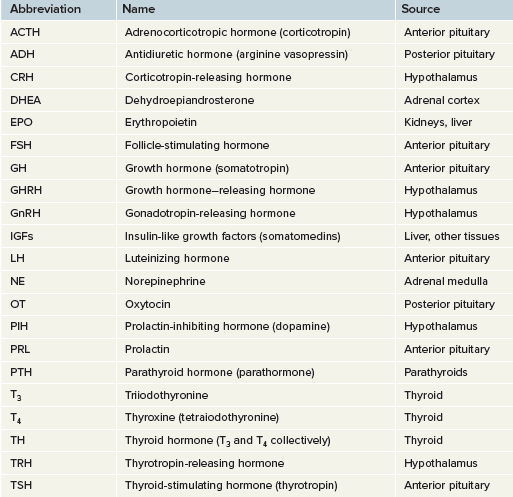 Abbreviation Name Source
ACTH Adrenocorticotropic hormone (corticotropin) Anterior pituitary
ADH Antidiuretic hormone (arginine vasopressin) Posterior pituitary
CRH Corticotropin-releasing hormone Hypothalamus
DHEA Dehydroepiandrosterone Adrenal cortex
EPO Erythropoietin Kidneys, liver
FSH Follicle-stimulating hormone Anterior pituitary
GH Growth hormone (somatotropin) Anterior pituitary
GHRH Growth hormone–releasing hormone Hypothalamus
GnRH Gonadotropin-releasing hormone Hypothalamus
IGFs Insulin-like growth factors (somatomedins) Liver, other tissues
LH Luteinizing hormone Anterior pituitary
NE Norepinephrine Adrenal medulla
OT Oxytocin Posterior pituitary
PIH Prolactin-inhibiting hormone (dopamine) Hypothalamus
PRL Prolactin Anterior pituitary
PTH Parathyroid hormone (parathormone) Parathyroids
T₃ Triiodothyronine Thyroid
T₄ Thyroxine (tetraiodothyronine) Thyroid
TH Thyroid hormone (T₃ and T₄ collectively) Thyroid
TRH Thyrotropin-releasing hormone Hypothalamus
TSH Thyroid-stimulating hormone (thyrotropin) Anterior pituitary